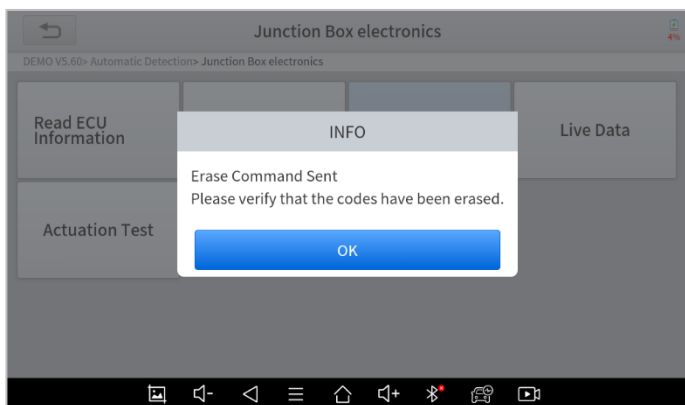 Junction Box electronics
4%
DEMO V5.60> Automatic Detection> Junction Box electronics
Read ECU
Information
Live Data
INFO
Erase Command Sent
Please verify that the codes have been erased.
OK
Actuation Test